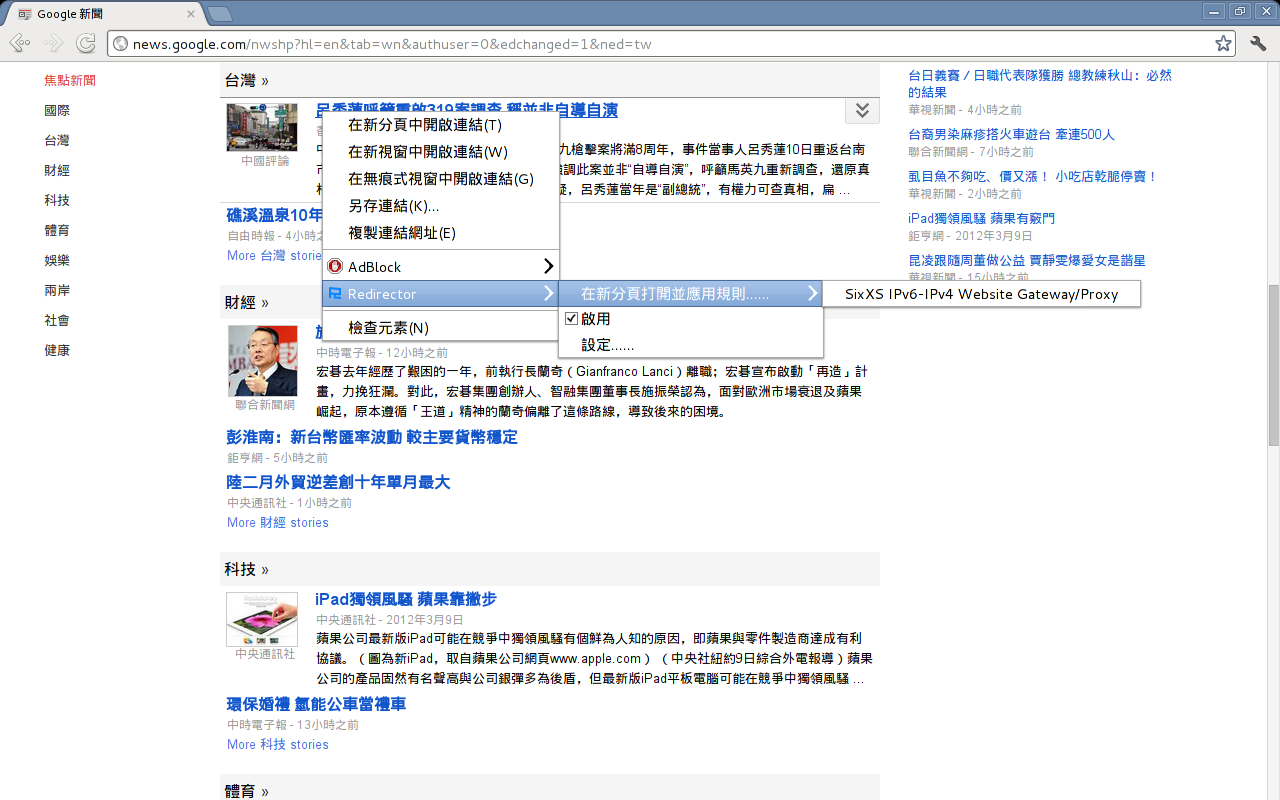 Google 新聞
news.google.com/nwshp?hl=en&tab=wn&authuser=0&edchanged=1&ned=tw
焦點新聞
國際
台灣
財經
科技
體育
娛樂
兩岸
社會
健康
台灣 »
呂秀蓮呼籲重啟319案調查 稱並非自導自演
中國評論
九槍擊案將滿8周年，事件當事人呂秀蓮10日重返台南
調此案並非“自導自演”，呼籲馬英九重新調查，還原真
疑，呂秀蓮當年是“副總統”，有權力可查真相，扁 ...
礁溪溫泉10年
自由時報 - 4小時之
More 台灣 storie
在新分頁中開啟連結(T)
在新視窗中開啟連結(W)
在無痕式視窗中開啟連結(G)
另存連結(K)...
複製連結網址(E)
AdBlock
Redirector
檢查元素(N)
在新分頁打開並應用規則......
啟用
設定......
SixXS IPv6-IPv4 Website Gateway/Proxy
財經 »
聯合新聞網
中時電子報 - 12小時之前
宏碁去年經歷了艱困的一年，前執行長蘭奇（Gianfranco Lanci）離職；宏碁宣布啟動「再造」計
畫，力挽狂瀾。對此，宏碁集團創辦人、智融集團董事長施振榮認為，面對歐洲市場衰退及蘋果
崛起，原本遵循「王道」精神的蘭奇偏離了這條路線，導致後來的困境。
彭淮南：新台幣匯率波動 較主要貨幣穩定
鉅亨網 - 5小時之前
陸二月外貿逆差創十年單月最大
中央通訊社 - 1小時之前
More 財經 stories
科技 »
iPad獨領風騷 蘋果靠撇步
中央通訊社 - 2012年3月9日
中央通訊社
蘋果公司最新版iPad可能在競爭中獨領風騷有個鮮為人知的原因，即蘋果與零件製造商達成有利
協議。（圖為新iPad，取自蘋果公司網頁www.apple.com）（中央社紐約9日綜合外電報導）蘋果
公司的產品固然有名聲高與公司銀彈多為後盾，但最新版iPad平板電腦可能在競爭中獨領風騷 ...
環保婚禮 氫能公車當禮車
中時電子報 - 13小時之前
More 科技 stories
體育 »
台日義賽 / 日職代表隊獲勝 總教練秋山：必然
的結果
華視新聞 - 4小時之前
台裔男染麻疹搭火車遊台 牽連500人
聯合新聞網 - 7小時之前
虱目魚不夠吃、價又漲！ 小吃店乾脆停賣！
華視新聞 - 2小時之前
iPad獨領風騷 蘋果有竅門
鉅亨網 - 2012年3月9日
昆凌跟隨周董做公益 賈靜雯爆愛女是諧星
華視新聞 - 15小時之前